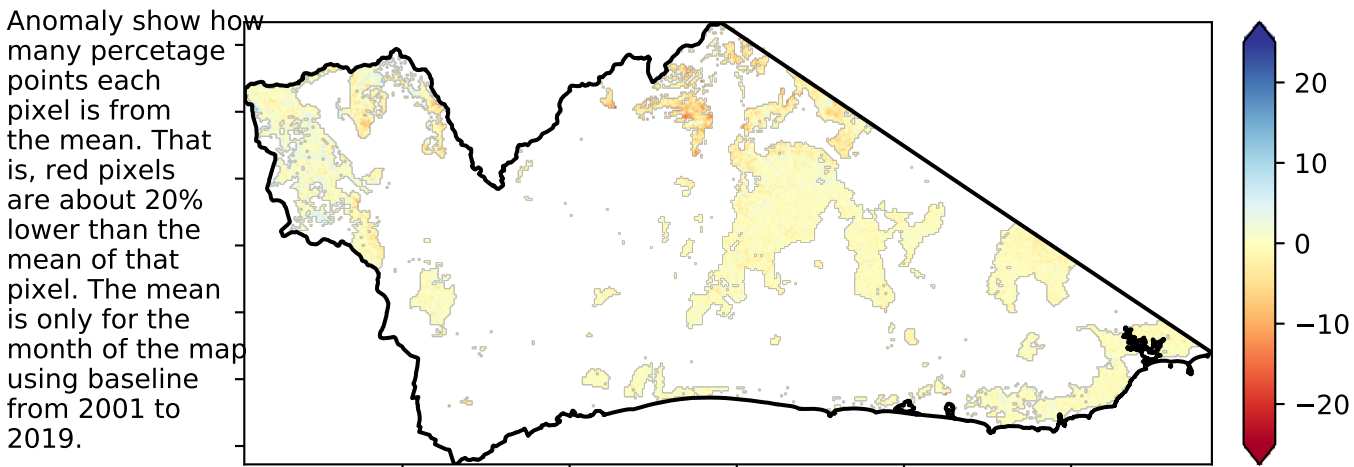 Anomaly show how
many percetage
points each
pixel is from
the mean. That
is, red pixels
are about 20%
lower than the
mean of that
pixel. The mean
is only for the
month of the map
using baseline
from 2001 to
2019.
20
10
0
−10
−20